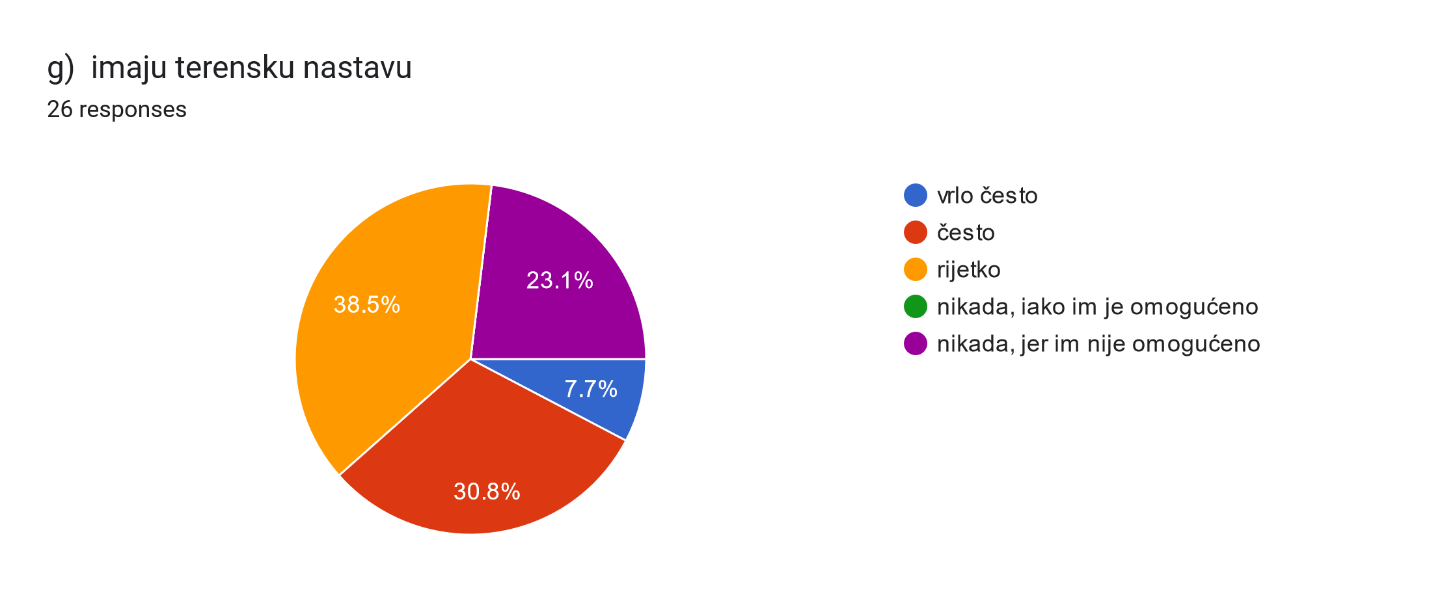 g)  imaju terensku nastavu
26 responses
23.1%
38.5%
7.7%
30.8%
vrlo često
često
rijetko
nikada, iako im je omogućeno
nikada, jer im nije omogućeno